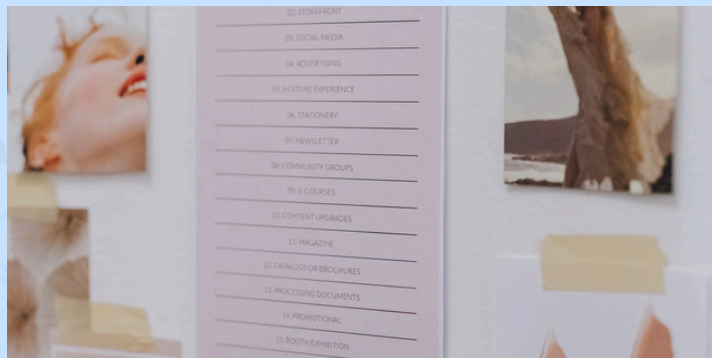 02. STOREFRONT
03. SOCIAL MEDIA
04. ADVERTISING
05. IN STORE EXPERIENCE
06. STATIONERY
07. NEWSLETTER
08. COMMUNITY GROUPS
09. E-COURSES
10. CONTENT UPGRADES
11. MAGAZINE
12. CATALOGS OR BROCHURES
13. PROCESSING DOCUMENTS
14. PROMOTIONAL
15. BOOTH EXHIBITION